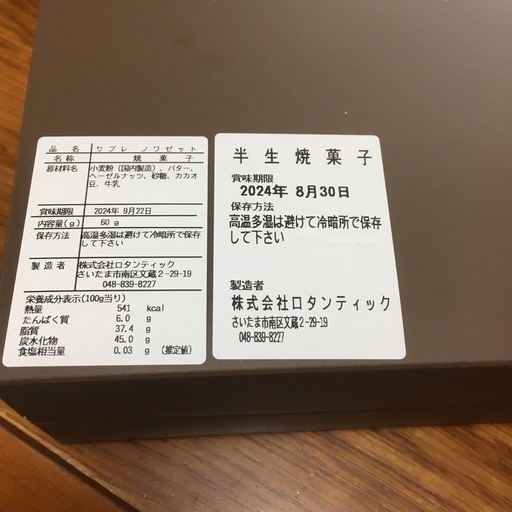 品名 サブレ ノワゼット
名称 焼菓子
原材料名 小麦粉（国内製造）、バター、
ヘーゼルナッツ、砂糖、カカオ
豆、牛乳
賞味期限 2024年 9月22日
内容量(g) 60 g
保存方法 高温多湿は避けて冷暗所で保存
して下さい
製造者 株式会社ロタンティック
さいたま市南区文蔵2-29-19
048-839-8227
栄養成分表示(100g当り)
熱量 541 kcal
たんぱく質 6.0 g
脂質 37.4 g
炭水化物 45.0 g
食塩相当量 0.03 g (推定値)
半生焼菓子
賞味期限
2024年 8月30日
保存方法
高温多湿は避けて冷暗所で保存
して下さい
製造者
株式会社ロタンティック
さいたま市南区文蔵2-29-19
048-839-8227